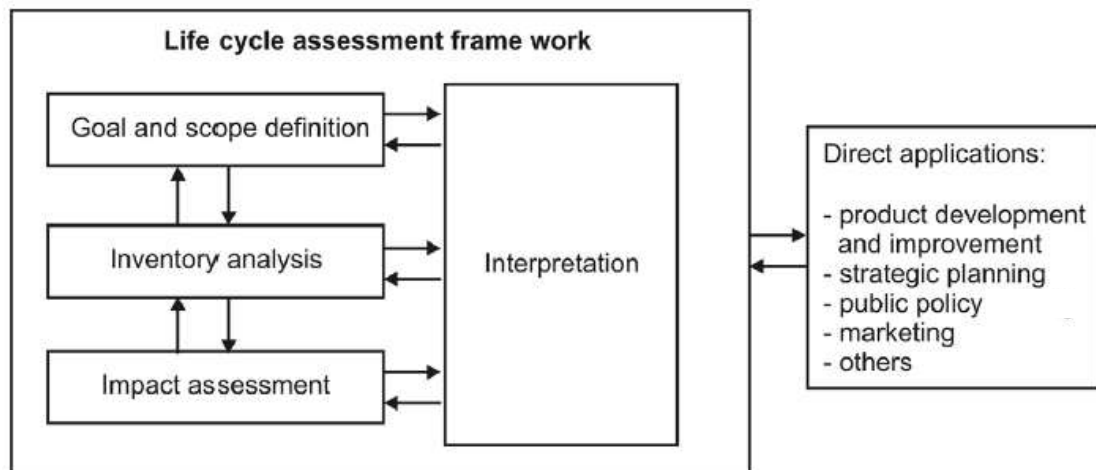 Life cycle assessment frame work
Goal and scope definition
Inventory analysis
Impact assessment
Interpretation
Direct applications:
- product development
and improvement
- strategic planning
- public policy
- marketing
- others